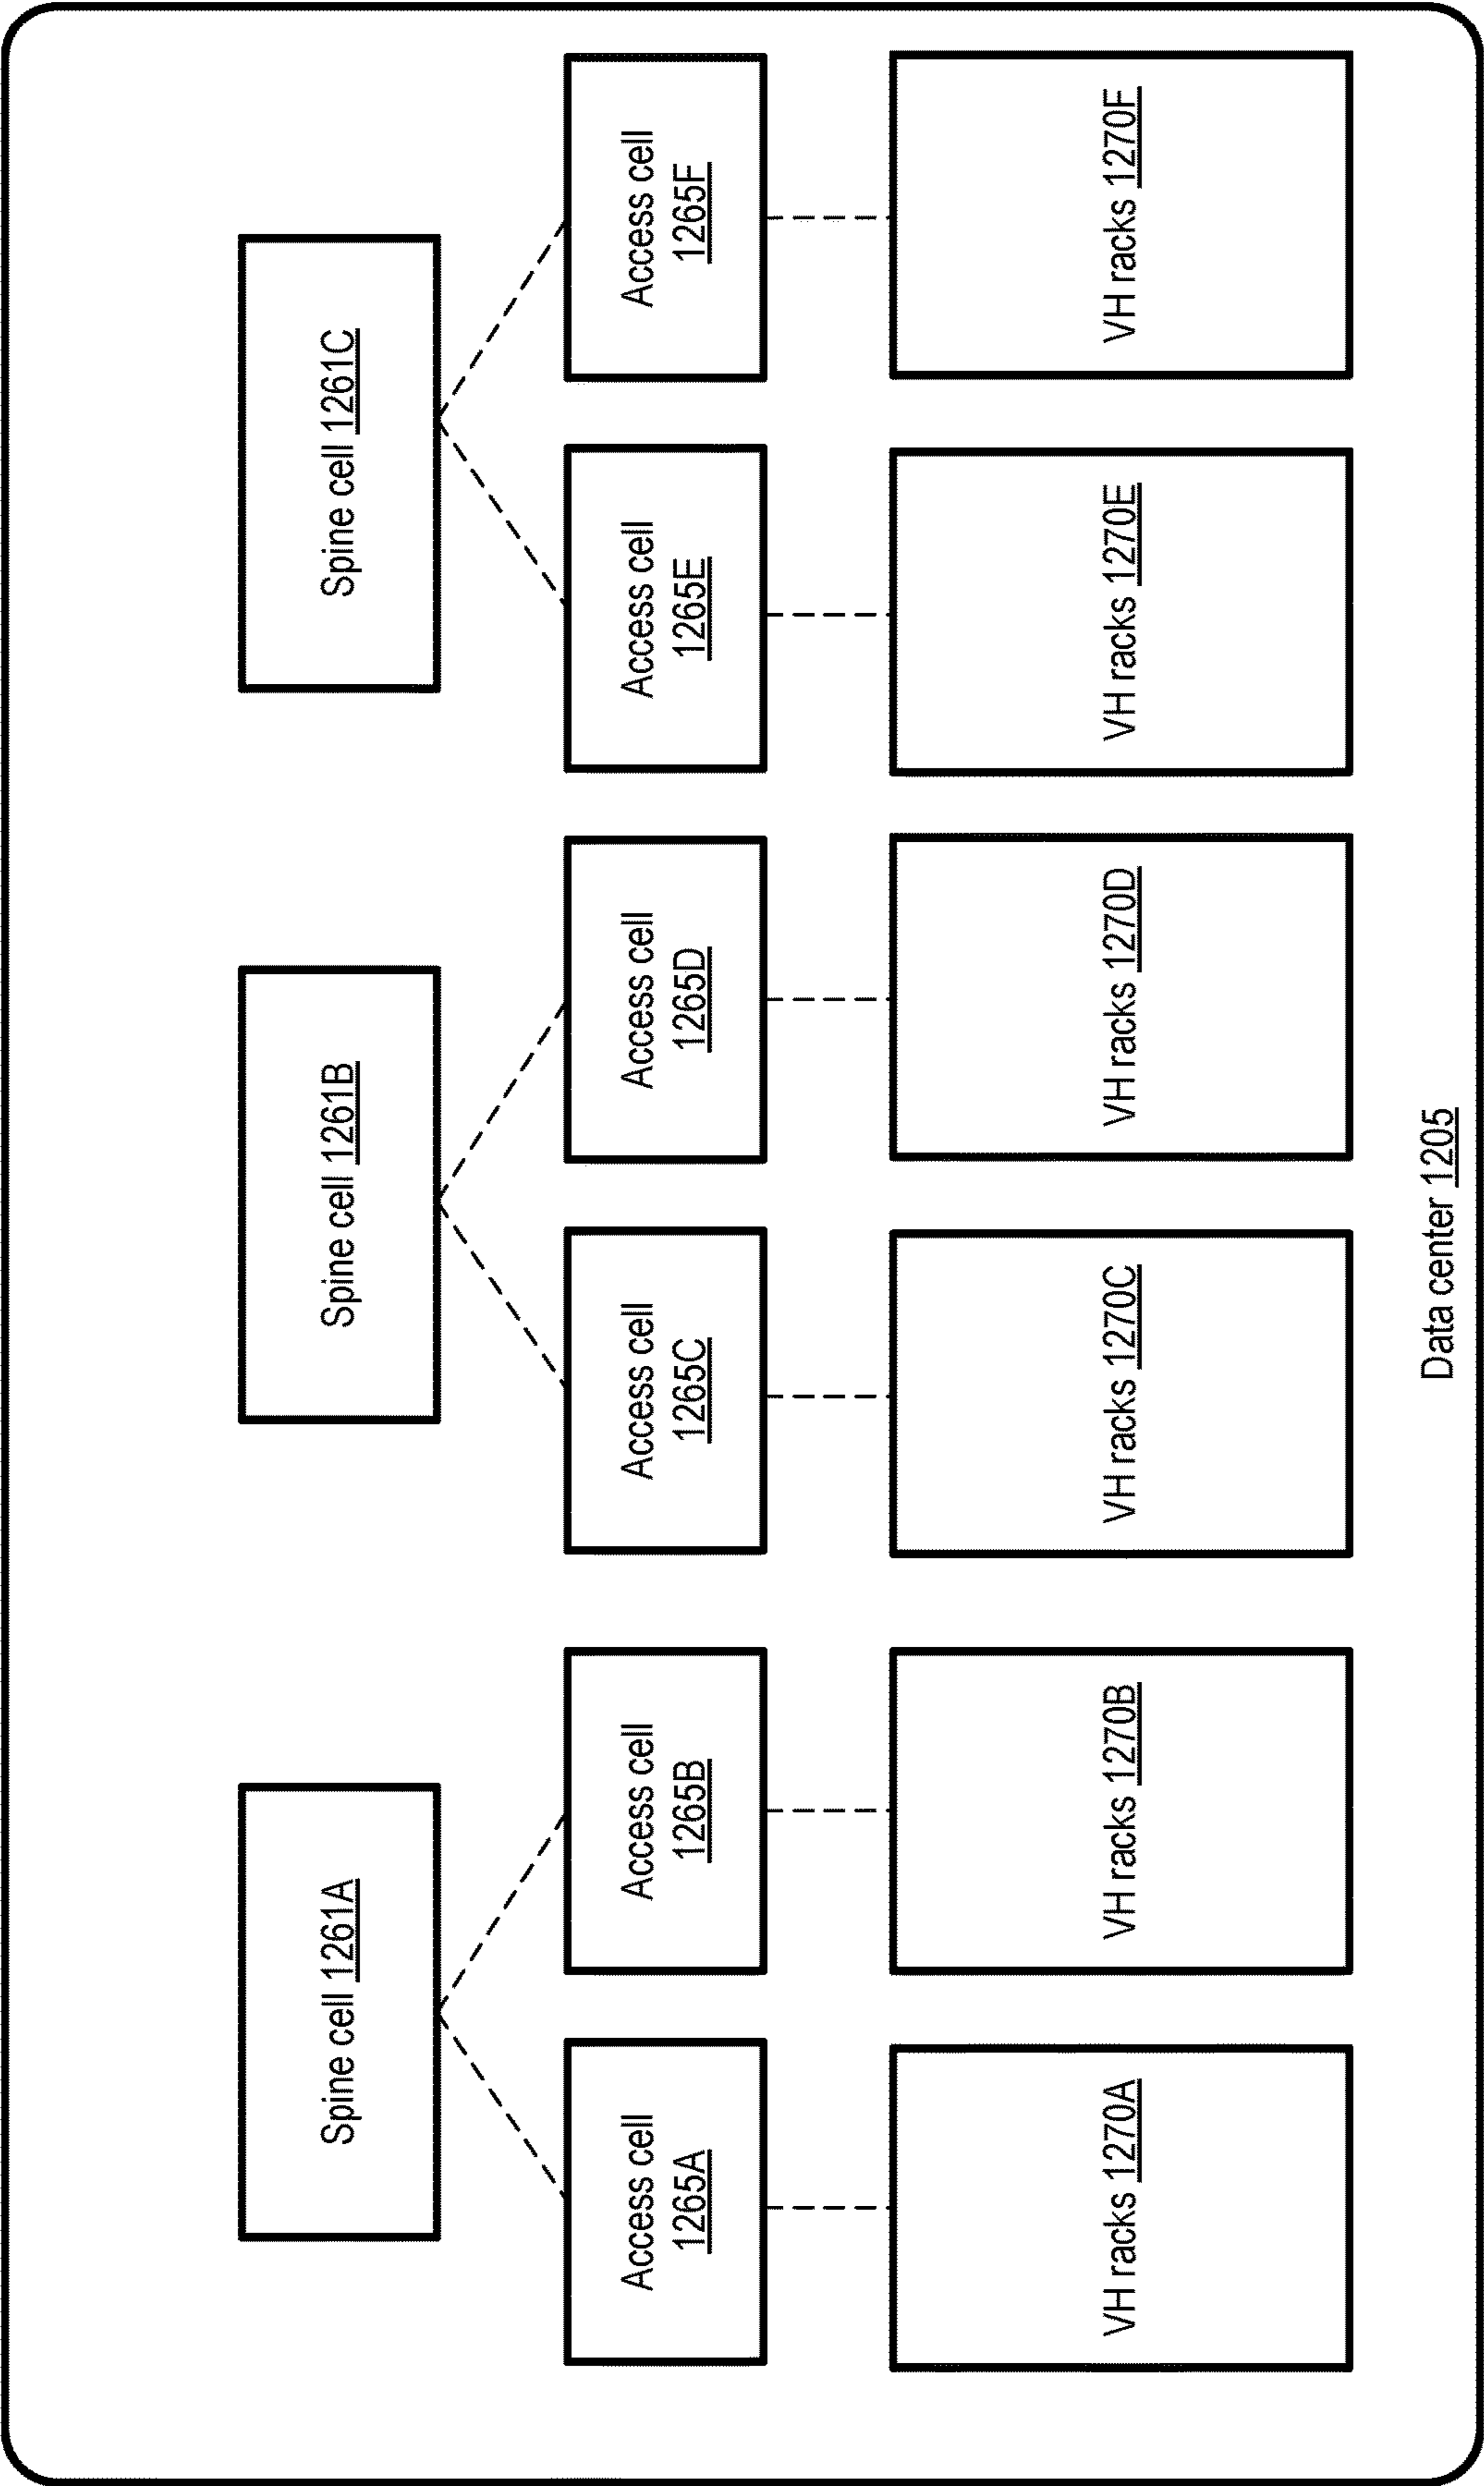 Spine cell 1261A
Spine cell 1261B
Spine cell 1261C
Access cell
1265A
Access cell
1265B
Access cell
1265C
Access cell
1265D
Access cell
1265E
Access cell
1265F
VH racks 1270A
VH racks 1270B
VH racks 1270C
VH racks 1270D
VH racks 1270E
VH racks 1270F
Data center 1205